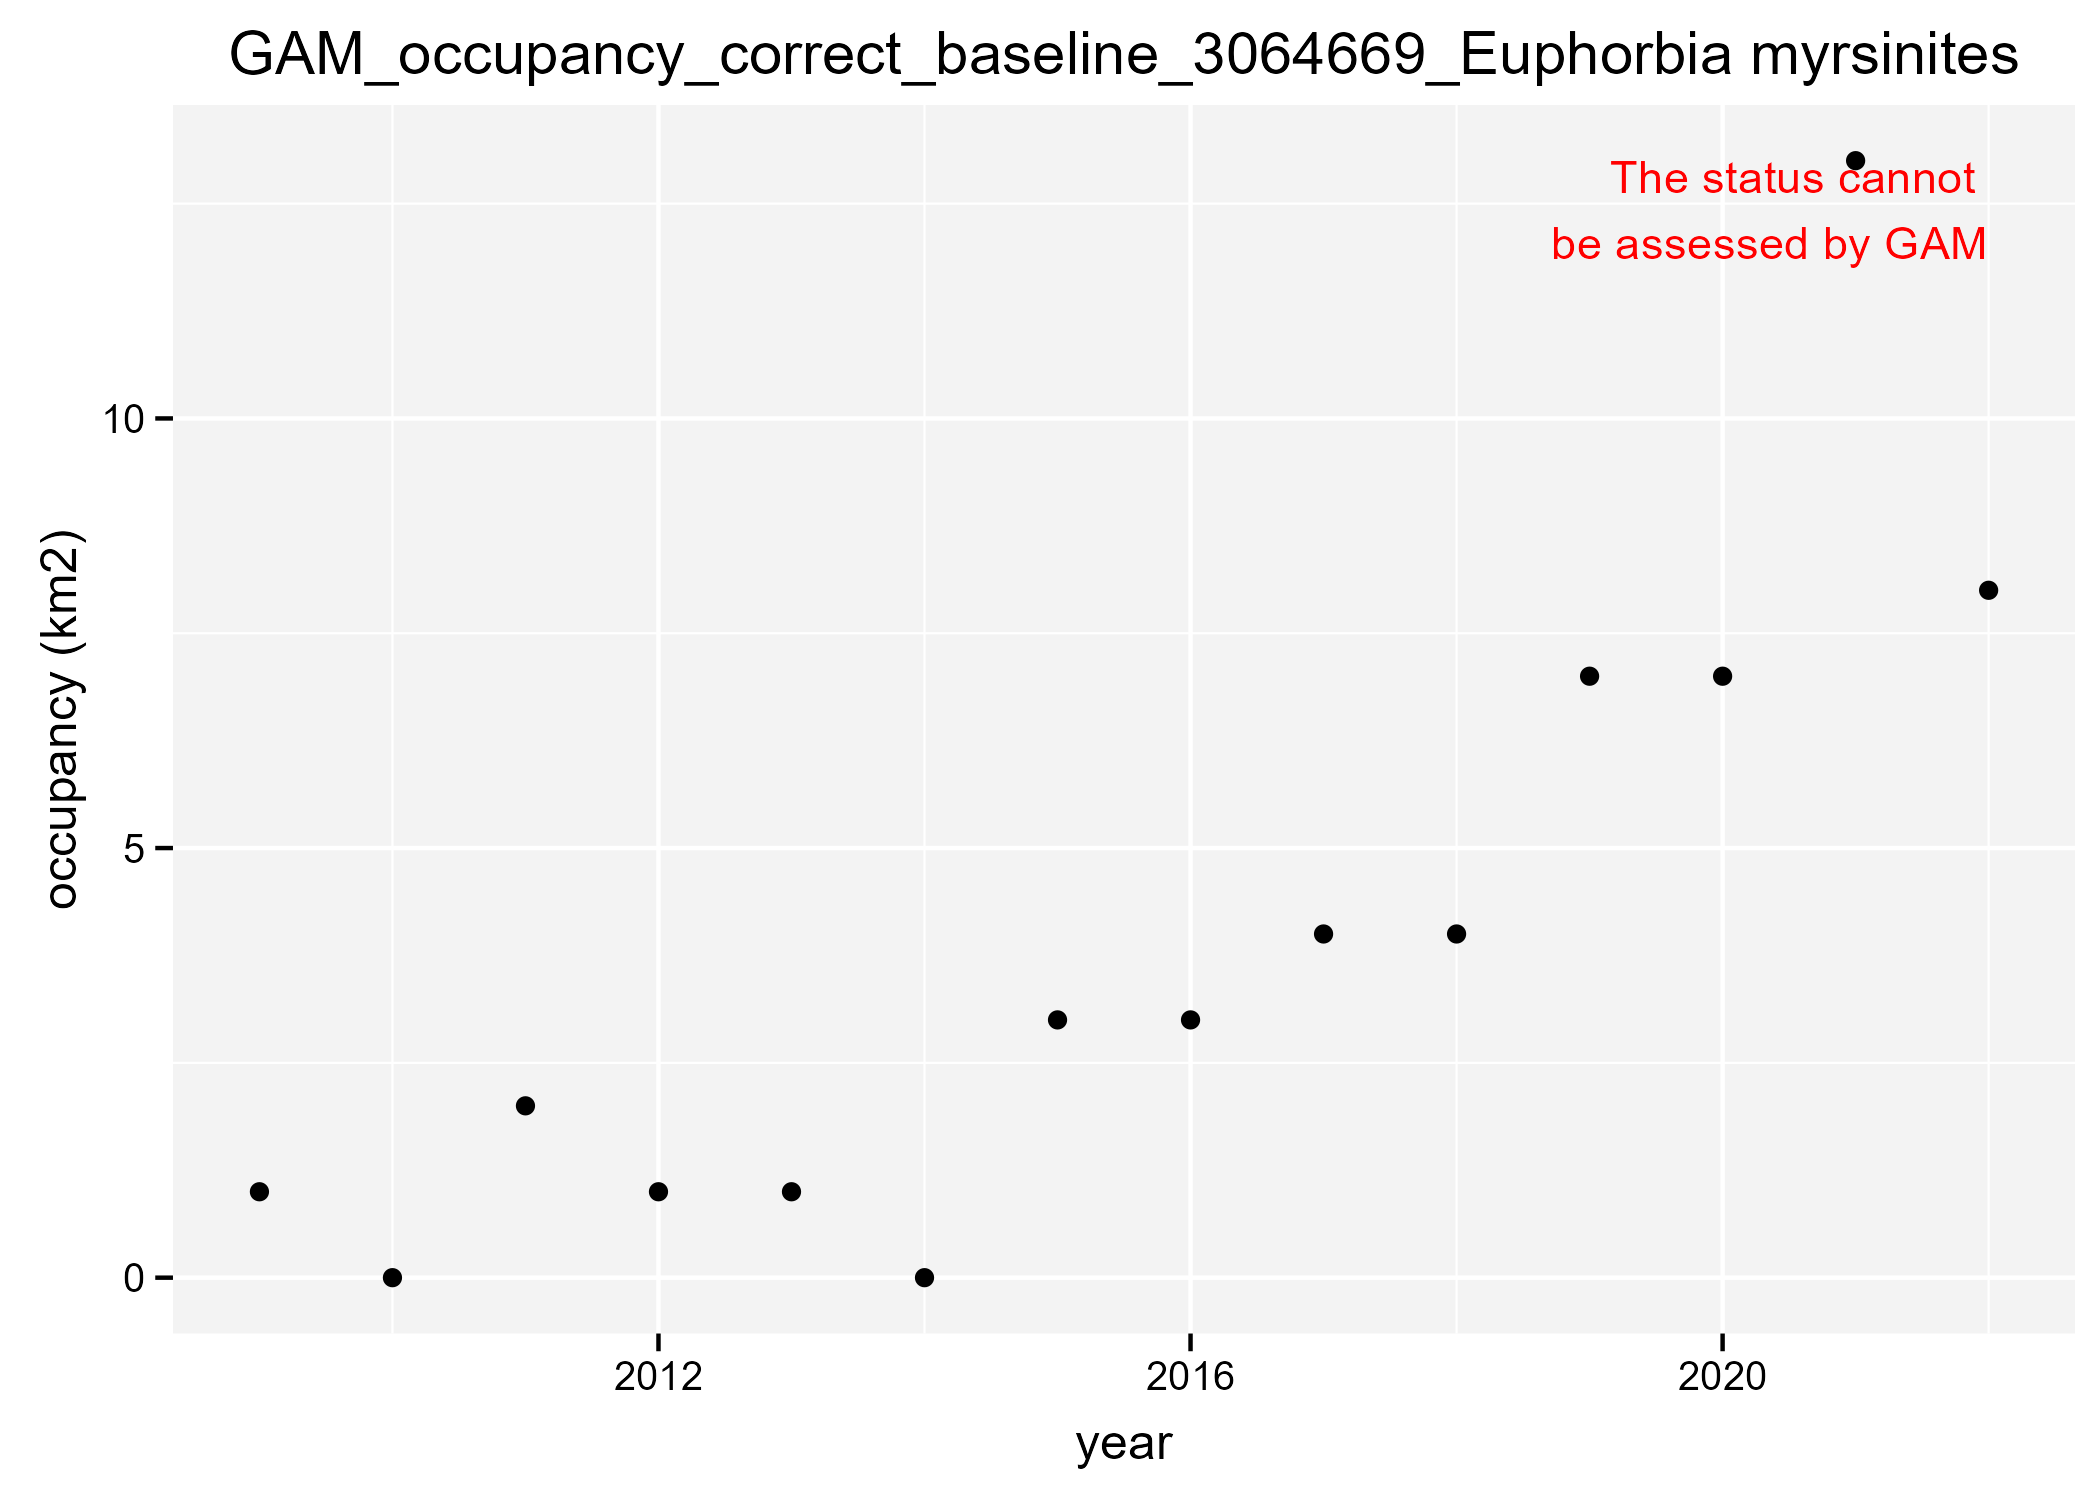 GAM_occupancy_correct_baseline_3064669_Euphorbia myrsinites
The status cannot
be assessed by GAM
10
5
0
occupancy (km2)
2012
2016
2020
year